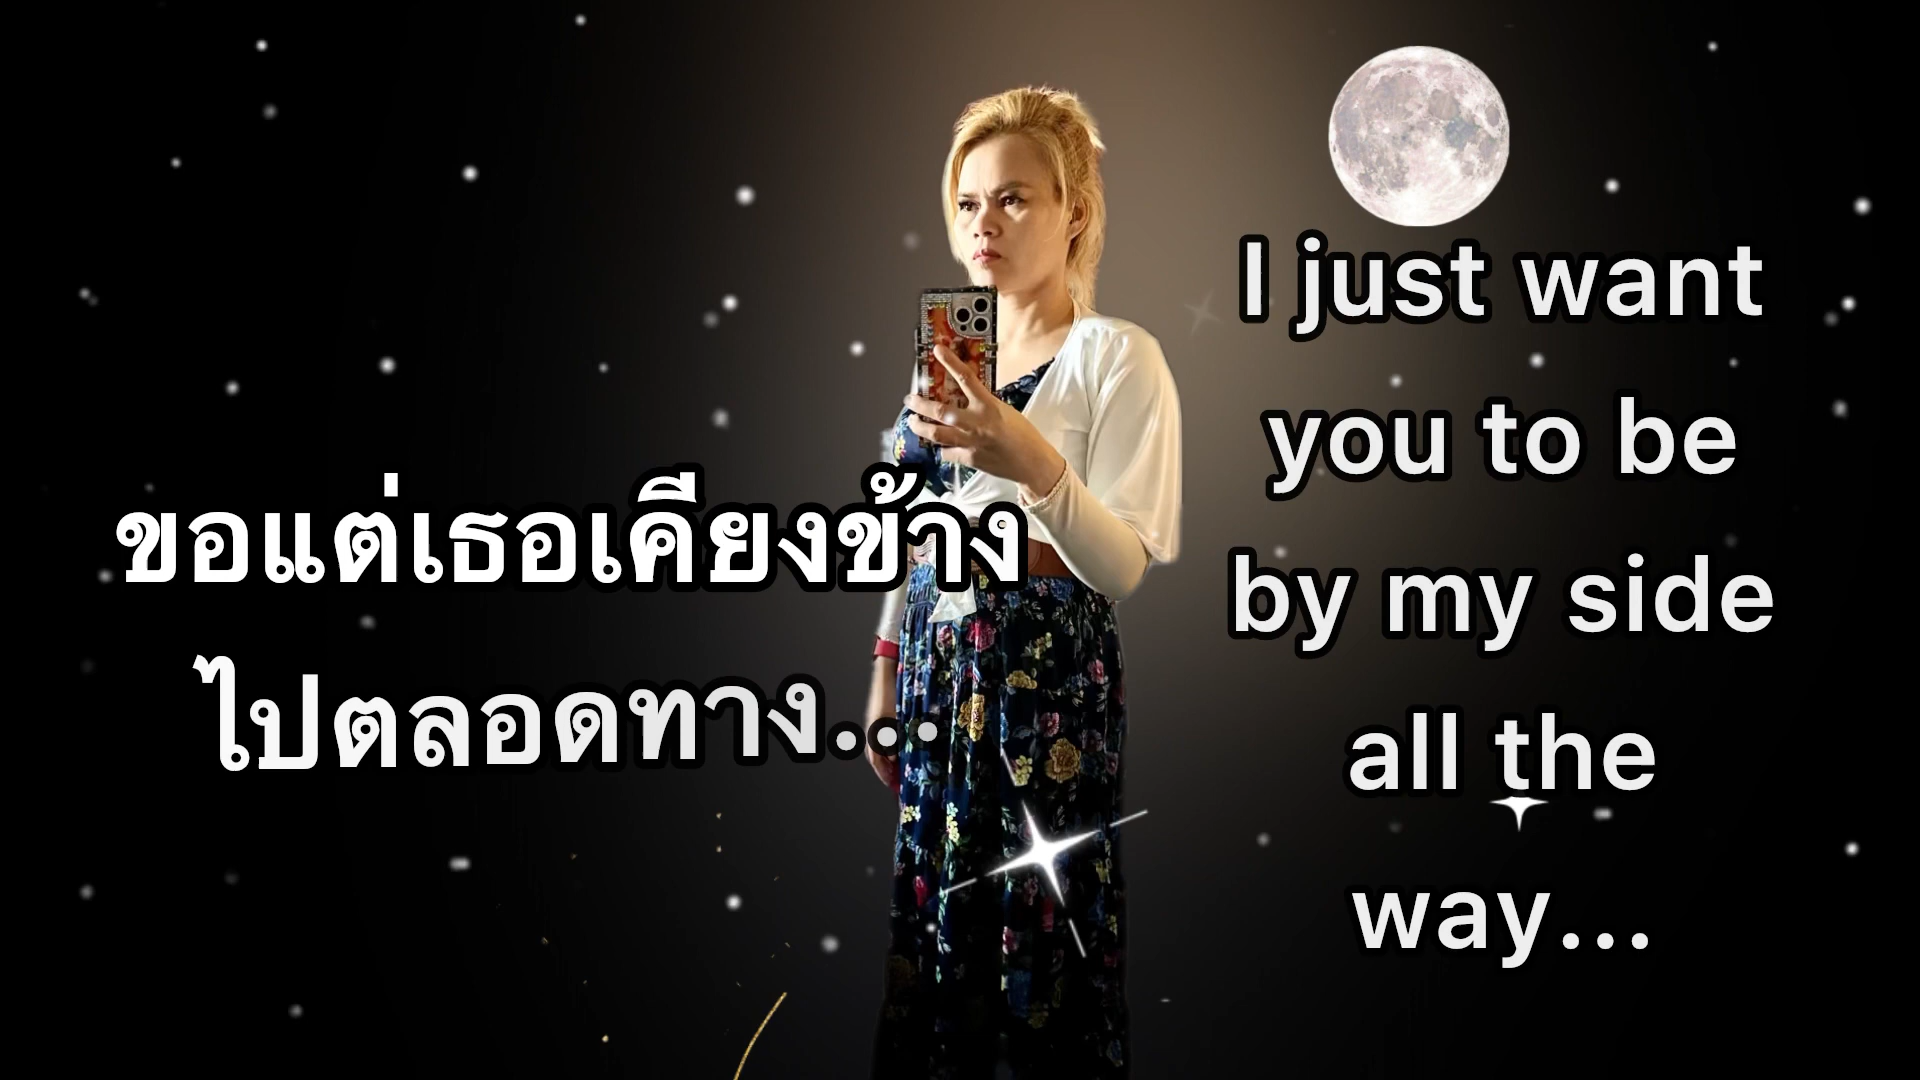 ขอแต่เธอเคียงข้าง
ไปตลอดทาง...
I just want
you to be
by my side
all the
way...